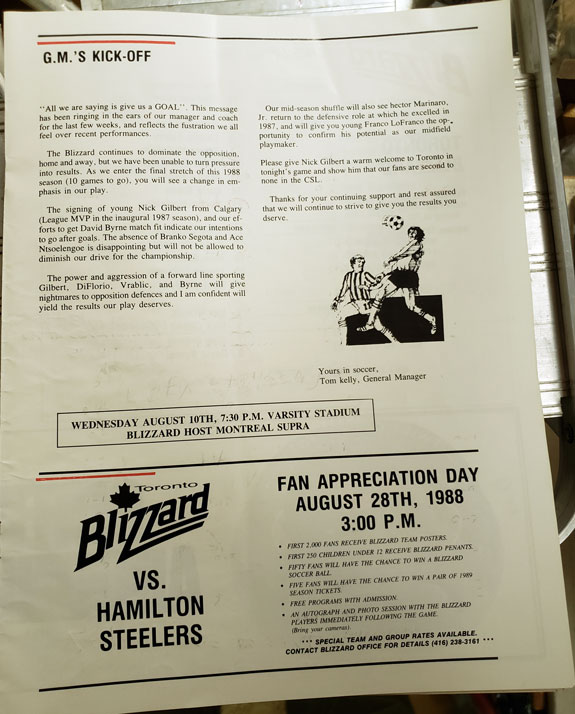 G.M.'S KICK-OFF
"All we are saying is give us a GOAL". This message
has been ringing in the ears of our manager and coach
for the last few weeks, and reflects the fustration we all
feel over recent performances.
The Blizzard continues to dominate the opposition,
home and away, but we have been unable to turn pressure
into results. As we enter the final stretch of this 1988
season (10 games to go), you will see a change in em-
phasis in our play.
The signing of young Nick Gilbert from Calgary
(League MVP in the inaugural 1987 season), and our ef-
forts to get David Byrne match fit indicate our intentions
to go after goals. The absence of Branko Segota and Ace
Ntsoelengoe is disappointing but will not be allowed to
diminish our drive for the championship.
The power and aggression of a forward line sporting
Gilbert, DiFlorio, Vrablic, and Byrne will give
nightmares to opposition defences and I am confident will
yield the results our play deserves.
Our mid-season shuffle will also see hector Marinaro,
Jr. return to the defensive role at which he excelled in
1987, and will give you young Franco LoFranco the op-
portunity to confirm his potential as our midfield
playmaker.
Please give Nick Gilbert a warm welcome to Toronto in
tonight's game and show him that our fans are second to
none in the CSL.
Thanks for your continuing support and rest assured
that we will continue to strive to give you the results you
dserve.
Yours in soccer,
Tom kelly, General Manager
WEDNESDAY AUGUST 10TH, 7:30 P.M. VARSITY STADIUM
BLIZZARD HOST MONTREAL SUPRA
Toronto
Blizzard
VS.
HAMILTON
STEELERS
FAN APPRECIATION DAY
AUGUST 28TH, 1988
3:00 P.M.
• FIRST 2,000 FANS RECEIVE BLIZZARD TEAM POSTERS.
• FIRST 250 CHILDREN UNDER 12 RECEIVE BLIZZARD PENANTS.
• FIFTY FANS WILL HAVE THE CHANCE TO WIN A BLIZZARD
SOCCER BALL.
• FIVE FANS WILL HAVE THE CHANCE TO WIN A PAIR OF 1989
SEASON TICKETS.
• FREE PROGRAMS WITH ADMISSION.
• AN AUTOGRAPH AND PHOTO SESSION WITH THE BLIZZARD
PLAYERS IMMEDIATELY FOLLOWING THE GAME.
(Bring your cameras).
*** SPECIAL TEAM AND GROUP RATES AVAILABLE. ***
CONTACT BLIZZARD OFFICE FOR DETAILS (416) 238-3161